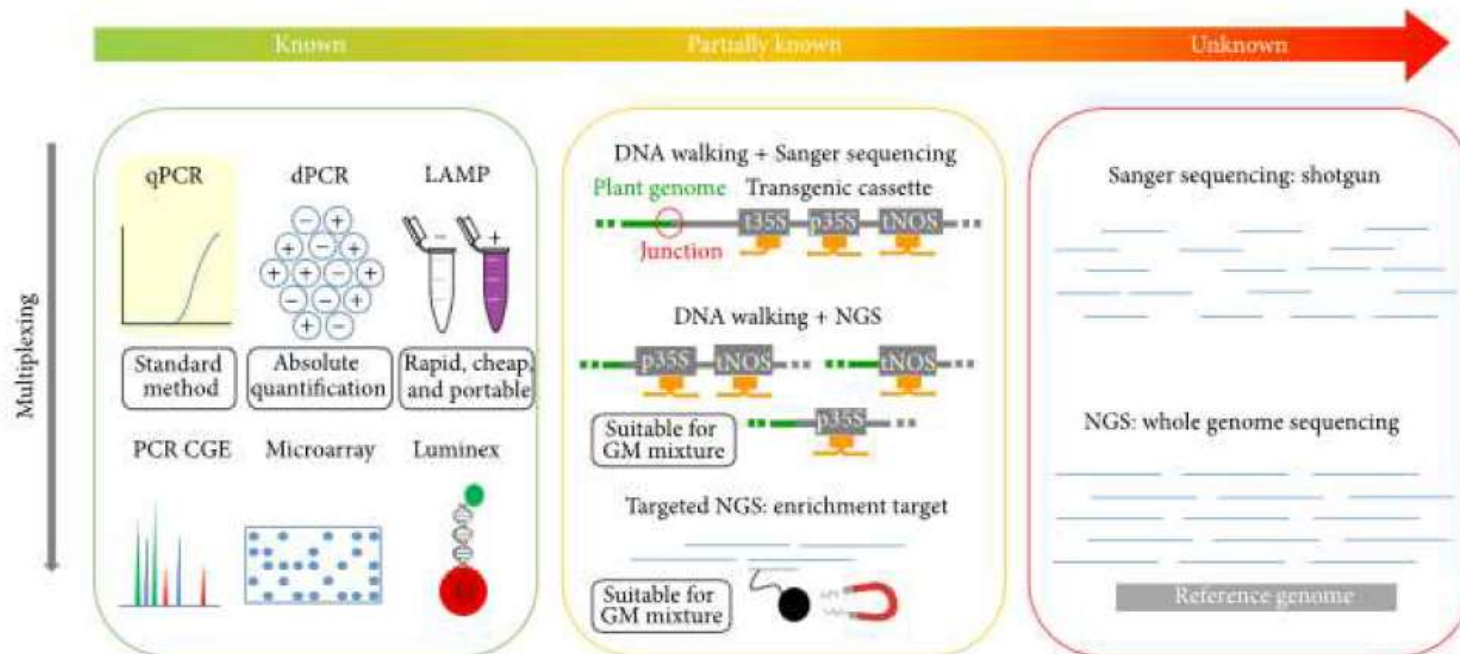 Known Partially known Unknown
Multiplexing
qPCR dPCR LAMP
− +
+ − +
+ + − +
− − +
+ −
− +
Standard
method
Absolute
quantification
Rapid, cheap,
and portable
PCR CGE Microarray Luminex
DNA walking + Sanger sequencing
Plant genome Transgenic cassette
t35S p35S tNOS
Junction
DNA walking + NGS
p35S tNOS tNOS
p35S
Suitable for
GM mixture
Targeted NGS: enrichment target
Suitable for
GM mixture
Sanger sequencing: shotgun
NGS: whole genome sequencing
Reference genome